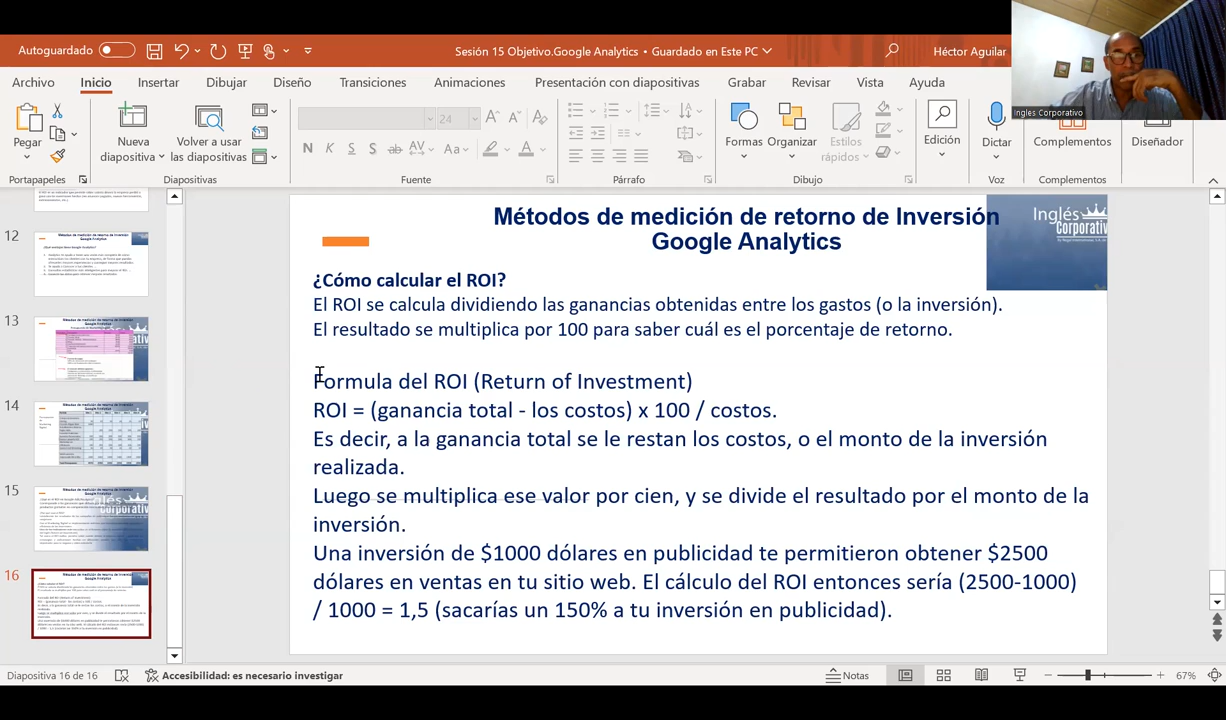 Autoguardado
Sesión 15 Objetivo.Google Analytics • Guardado en Este PC
Héctor Aguilar
Archivo Inicio Insertar Dibujar Diseño Transiciones Animaciones Presentación con diapositivas Grabar Revisar Vista Ayuda
Ingles Corporativo
24
Pegar
Nueva diapositiva
Volver a usar las diapositivas
N K S S ab AV Aa A
Formas
Organizar
Estilos rápidos
Edición
Dictar
Complementos
Diseñador
Portapapeles Diapositivas Fuente Párrafo Dibujo Voz Complementos
12
13
14
15
16
Métodos de medición de retorno de Inversión
Google Analytics
Inglés
Corporativ
¿Cómo calcular el ROI?
El ROI se calcula dividiendo las ganancias obtenidas entre los gastos (o la inversión).
El resultado se multiplica por 100 para saber cuál es el porcentaje de retorno.
Formula del ROI (Return of Investment)
ROI = (ganancia total - los costos) x 100 / costos.
Es decir, a la ganancia total se le restan los costos, o el monto de la inversión
realizada.
Luego se multiplica ese valor por cien, y se divide el resultado por el monto de la
inversión.
Una inversión de $1000 dólares en publicidad te permitieron obtener $2500
dólares en ventas en tu sitio web. El cálculo del ROI entonces sería (2500-1000)
/ 1000 = 1,5 (sacarías un 150% a tu inversión en publicidad).
Diapositiva 16 de 16
Accesibilidad: es necesario investigar
Notas
67%